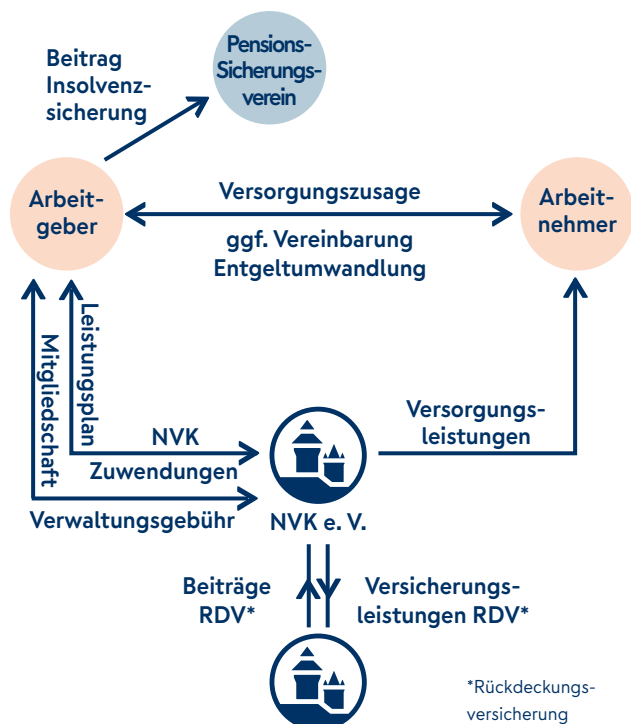 Pensions-
Sicherungs-
verein
Beitrag
Insolvenz-
sicherung
Arbeit-
geber
Versorgungszusage
ggf. Vereinbarung
Entgeltumwandlung
Arbeit-
nehmer
Leistungsplan
Mitgliedschaft
NVK
Zuwendungen
Verwaltungsgebühr
Versorgungs-
leistungen
NVK e. V.
Beiträge
RDV*
Versicherungs-
leistungen RDV*
*Rückdeckungs-
versicherung